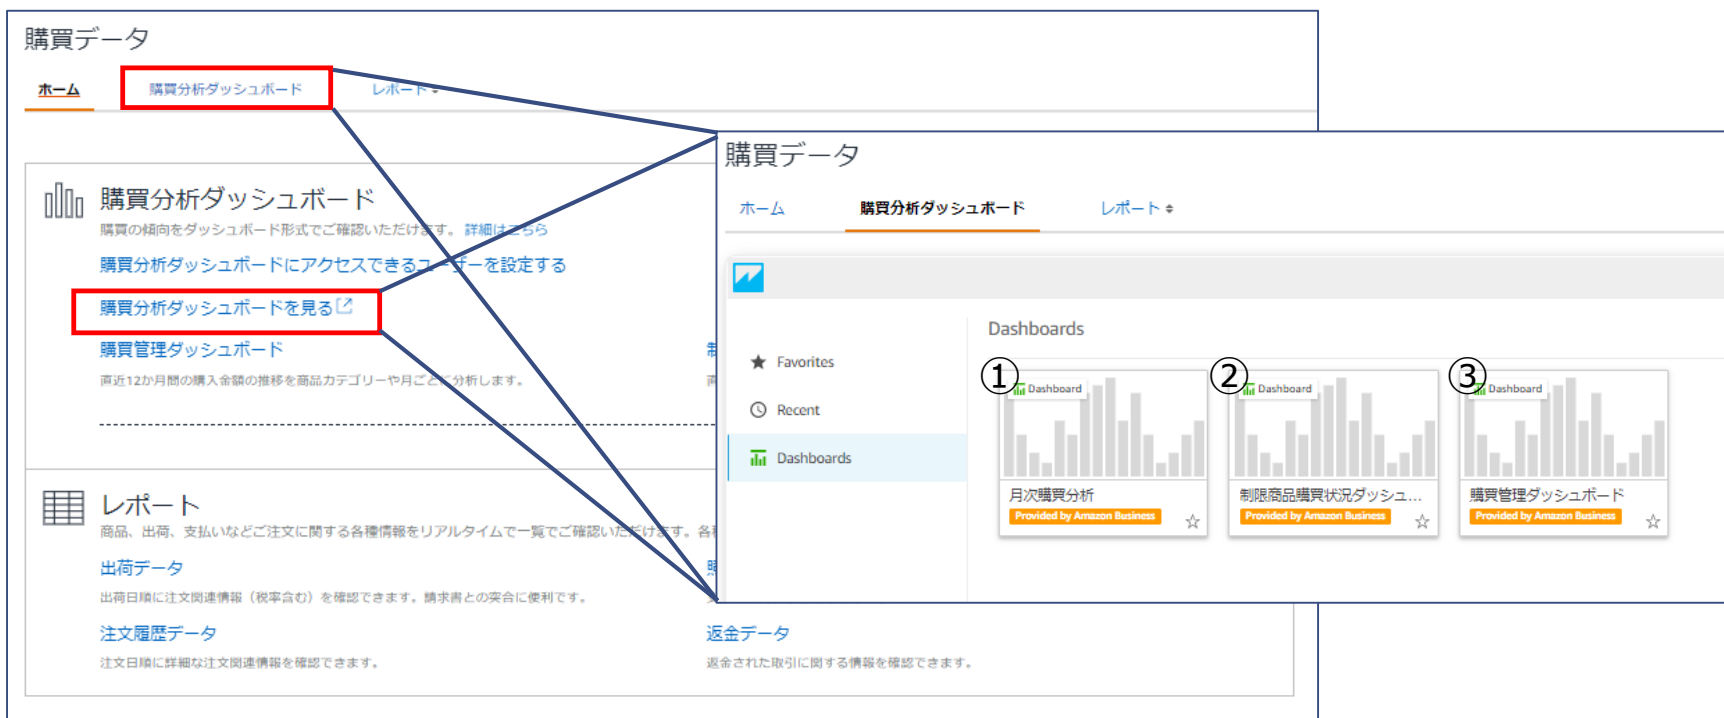 購買データ
ホーム
購買分析ダッシュボード
レポート
購買分析ダッシュボード
購買の傾向をダッシュボード形式でご確認いただけます。 詳細はこちら
購買分析ダッシュボードにアクセスできるユーザーを設定する
購買分析ダッシュボードを見る
購買管理ダッシュボード
直近12か月間の購入金額の推移を商品カテゴリーや月ごとに分析します。
レポート
商品、出荷、支払いなどご注文に関する各種情報をリアルタイムで一覧でご確認いただけます。各
出荷データ
出荷日順に注文関連情報（税率含む）を確認できます。請求書との突合に便利です。
注文履歴データ
注文日順に詳細な注文関連情報を確認できます。
返金データ
返金された取引に関する情報を確認できます。
購買データ
ホーム
購買分析ダッシュボード
レポート
Favorites
Recent
Dashboards
Dashboards
① Dashboard
月次購買分析
Provided by Amazon Business
② Dashboard
制限商品購買状況ダッシュ...
Provided by Amazon Business
③ Dashboard
購買管理ダッシュボード
Provided by Amazon Business